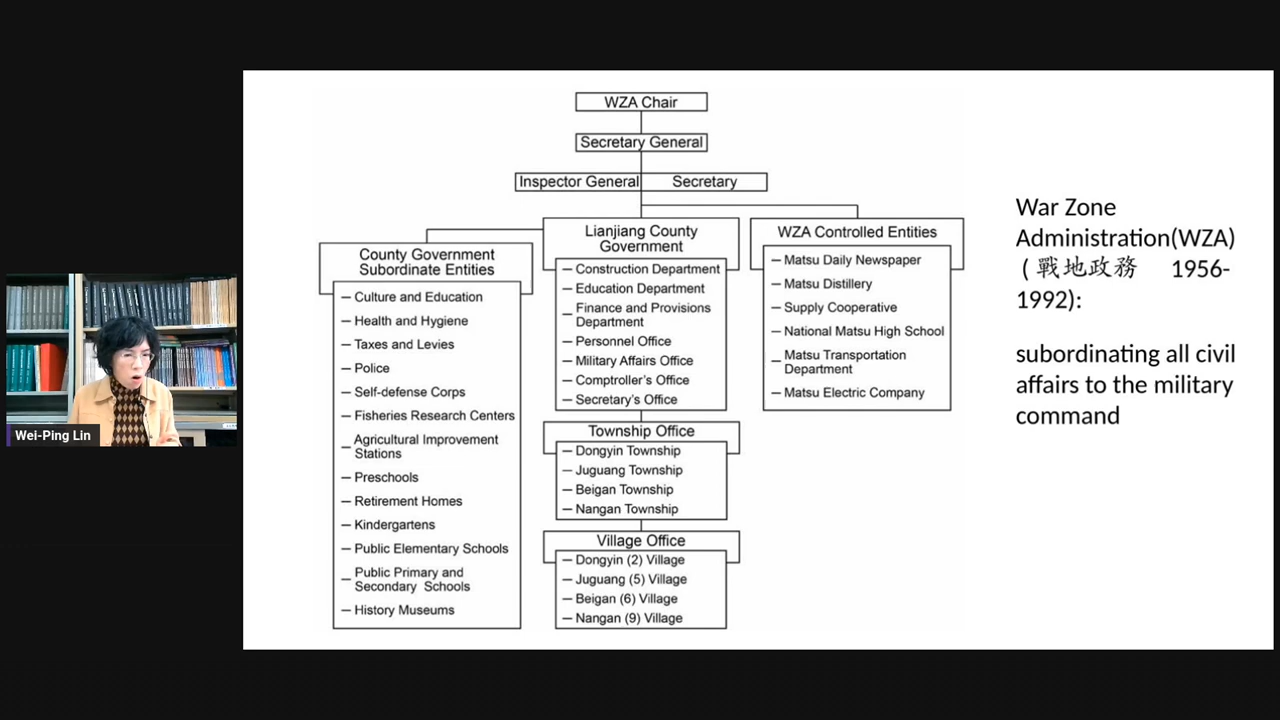 WZA Chair
Secretary General
Inspector General
Secretary
Lianjiang County
Government
Construction Department
Education Department
Finance and Provisions
Department
Personnel Office
Military Affairs Office
Comptroller's Office
Secretary's Office
Township Office
Dongyin Township
Juguang Township
Beigan Township
Nangan Township
Village Office
Dongyin (2) Village
Juguang (5) Village
Beigan (6) Village
Nangan (9) Village
County Government
Subordinate Entities
Culture and Education
Health and Hygiene
Taxes and Levies
Police
Self-defense Corps
Fisheries Research Centers
Agricultural Improvement
Stations
Preschools
Retirement Homes
Kindergartens
Public Elementary Schools
Public Primary and
Secondary Schools
History Museums
WZA Controlled Entities
Matsu Daily Newspaper
Matsu Distillery
Supply Cooperative
National Matsu High School
Matsu Transportation
Department
Matsu Electric Company
War Zone
Administration(WZA)
(戰地政務 1956-
1992):
subordinating all civil
affairs to the military
command
Wei-Ping Lin